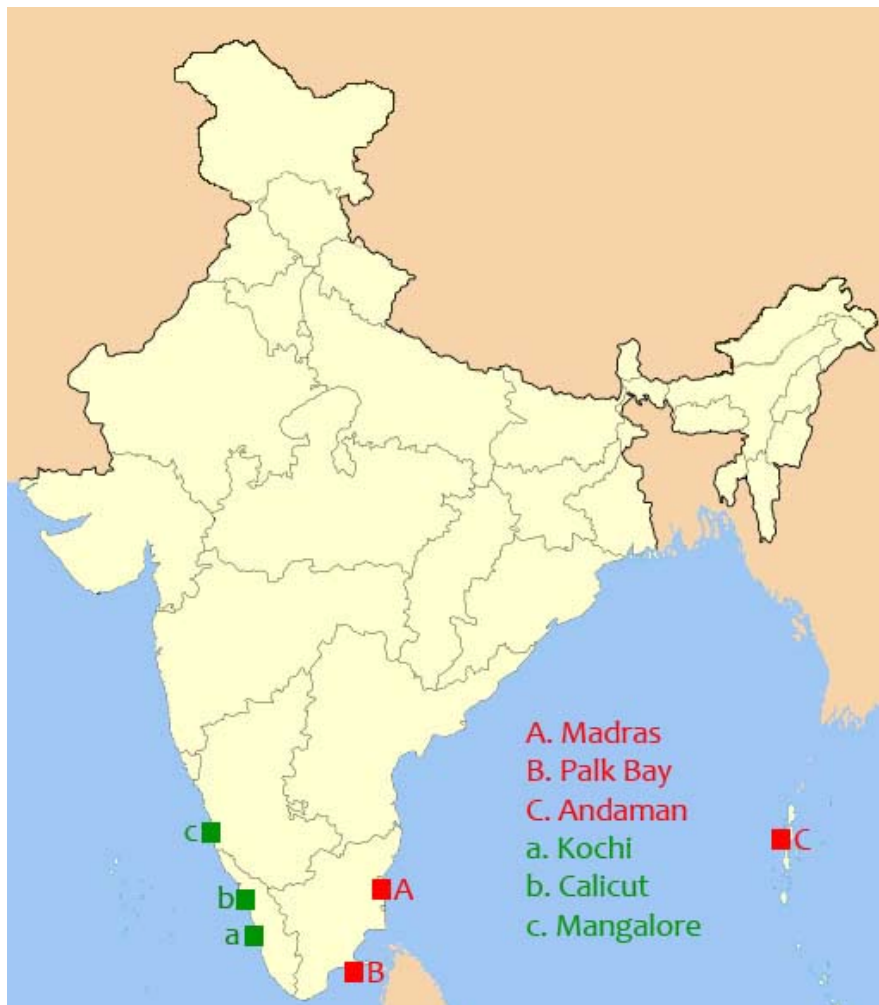 c
b
a
A
B
C
A. Madras
B. Palk Bay
C. Andaman
a. Kochi
b. Calicut
c. Mangalore